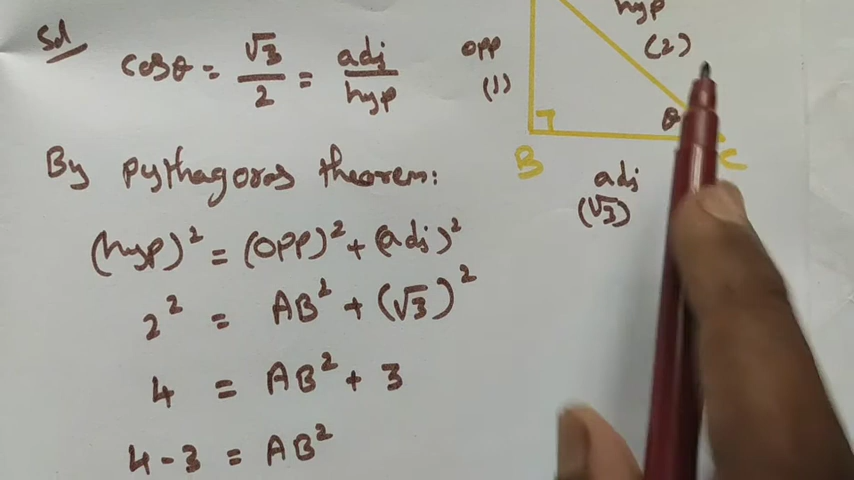 Sol
cosθ = √3/2 = adj/hyp
hyp
(2)
opp
(1)
θ
B
C
adj
(√3)
By pythagoras theorem:
(hyp)² = (opp)² + (adj)²
2² = AB² + (√3)²
4 = AB² + 3
4 - 3 = AB²